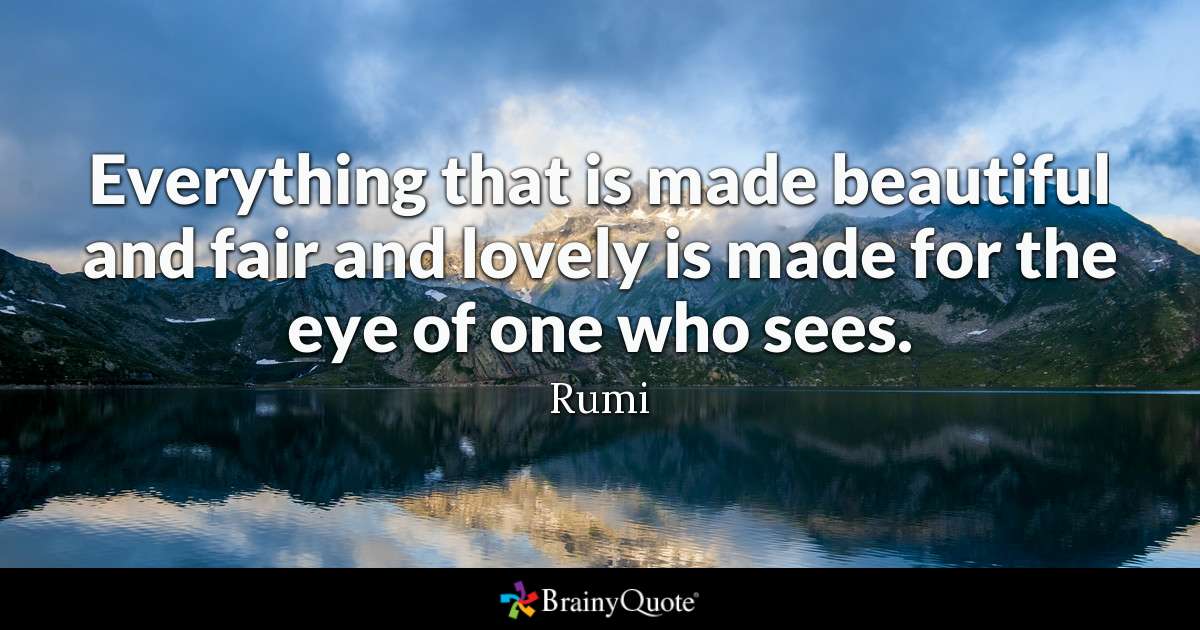 Everything that is made beautiful
and fair and lovely is made for the
eye of one who sees.
Rumi
BrainyQuote®